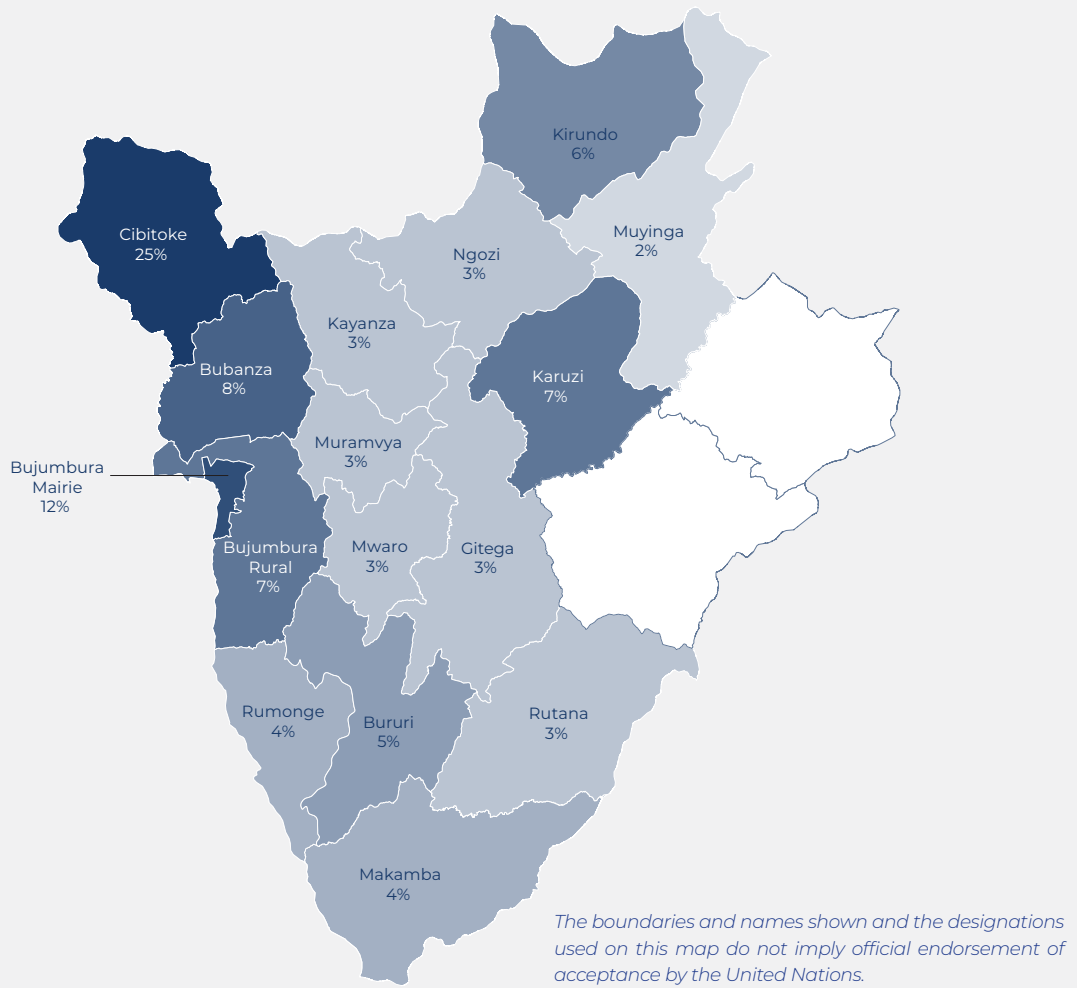 Kirundo
6%
Cibitoke
25%
Muyinga
2%
Ngozi
3%
Kayanza
3%
Bubanza
8%
Karuzi
7%
Muramvya
3%
Bujumbura
Mairie
12%
Bujumbura
Rural
7%
Mwaro
3%
Gitega
3%
Rumonge
4%
Bururi
5%
Rutana
3%
Makamba
4%
The boundaries and names shown and the designations
used on this map do not imply official endorsement of
acceptance by the United Nations.